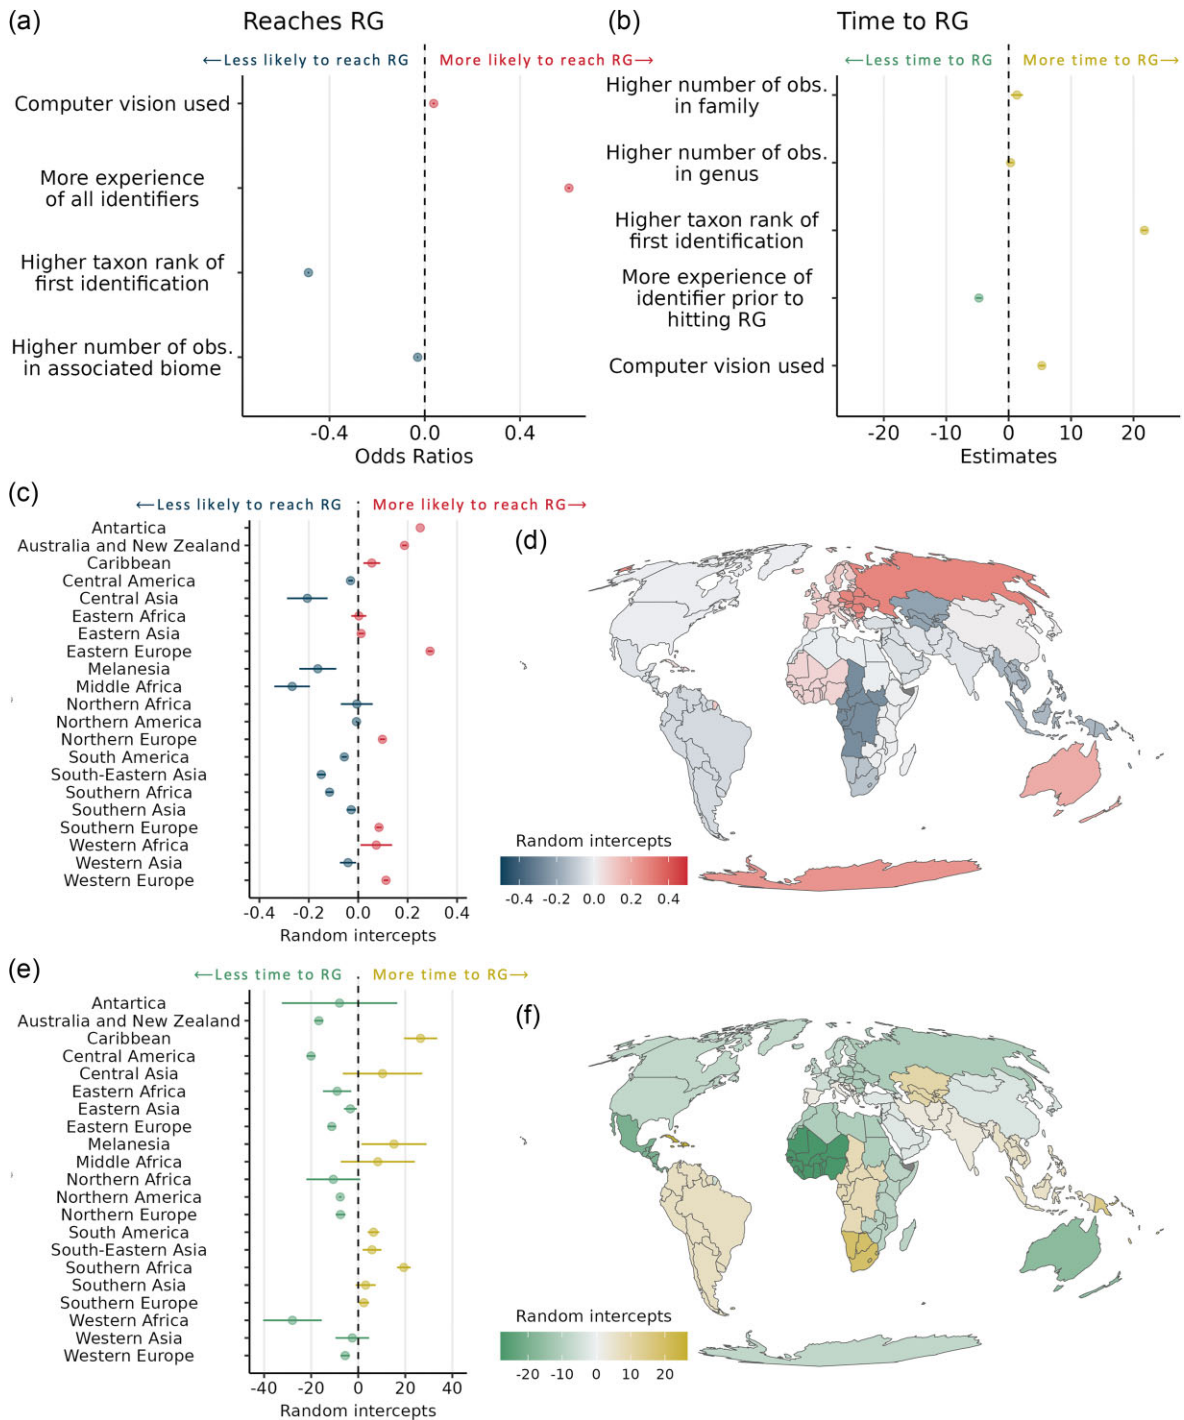 (a) Reaches RG
←Less likely to reach RG
More likely to reach RG→
Computer vision used
More experience
of all identifiers
Higher taxon rank of
first identification
Higher number of obs.
in associated biome
-0.4 0.0 0.4
Odds Ratios
(b) Time to RG
←Less time to RG
More time to RG→
Higher number of obs.
in family
Higher number of obs.
in genus
Higher taxon rank of
first identification
More experience of
identifier prior to
hitting RG
Computer vision used
-20 -10 0 10 20
Estimates
(c)
←Less likely to reach RG
More likely to reach RG→
Antartica
Australia and New Zealand
Caribbean
Central America
Central Asia
Eastern Africa
Eastern Asia
Eastern Europe
Melanesia
Middle Africa
Northern Africa
Northern America
Northern Europe
South America
South-Eastern Asia
Southern Africa
Southern Asia
Southern Europe
Western Africa
Western Asia
Western Europe
-0.4 -0.2 0.0 0.2 0.4
Random intercepts
(d)
Random intercepts
-0.4 -0.2 0.0 0.2 0.4
(e)
←Less time to RG
More time to RG→
Antartica
Australia and New Zealand
Caribbean
Central America
Central Asia
Eastern Africa
Eastern Asia
Eastern Europe
Melanesia
Middle Africa
Northern Africa
Northern America
Northern Europe
South America
South-Eastern Asia
Southern Africa
Southern Asia
Southern Europe
Western Africa
Western Asia
Western Europe
-40 -20 0 20 40
Random intercepts
(f)
Random intercepts
-20 -10 0 10 20